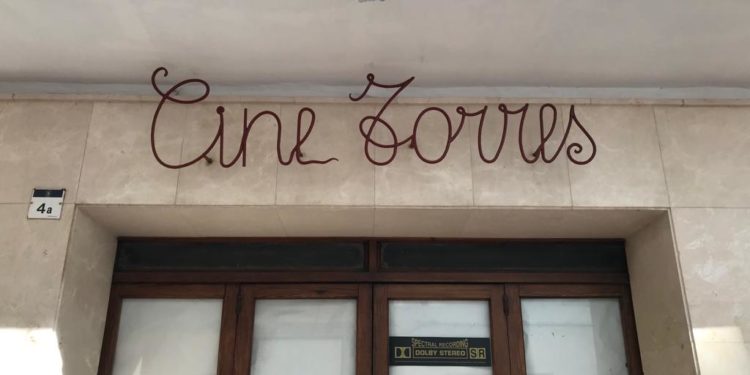 Cine Torres
4a
SPECTRAL RECORDING
DOLBY STEREO SR